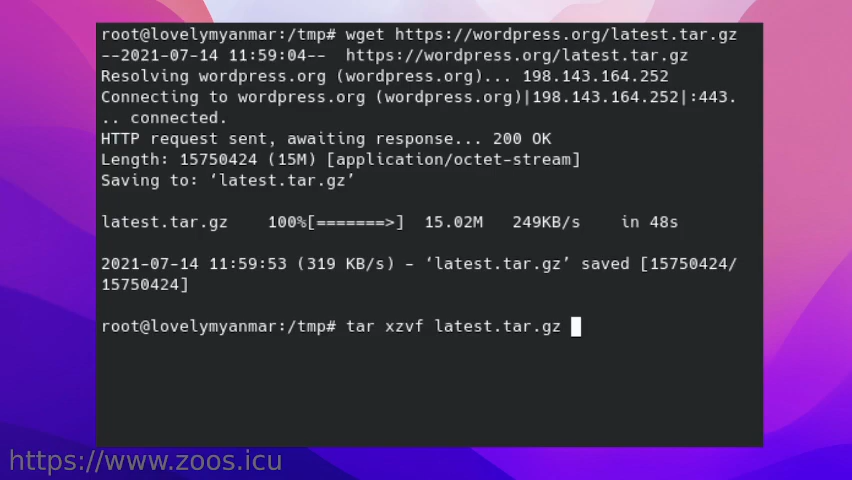 root@lovelymyanmar:/tmp# wget https://wordpress.org/latest.tar.gz
--2021-07-14 11:59:04--  https://wordpress.org/latest.tar.gz
Resolving wordpress.org (wordpress.org)... 198.143.164.252
Connecting to wordpress.org (wordpress.org)|198.143.164.252|:443.
.. connected.
HTTP request sent, awaiting response... 200 OK
Length: 15750424 (15M) [application/octet-stream]
Saving to: ‘latest.tar.gz’
latest.tar.gz    100%[=======>]  15.02M   249KB/s    in 48s
2021-07-14 11:59:53 (319 KB/s) - ‘latest.tar.gz’ saved [15750424/
15750424]
root@lovelymyanmar:/tmp# tar xzvf latest.tar.gz
https://www.zoos.icu